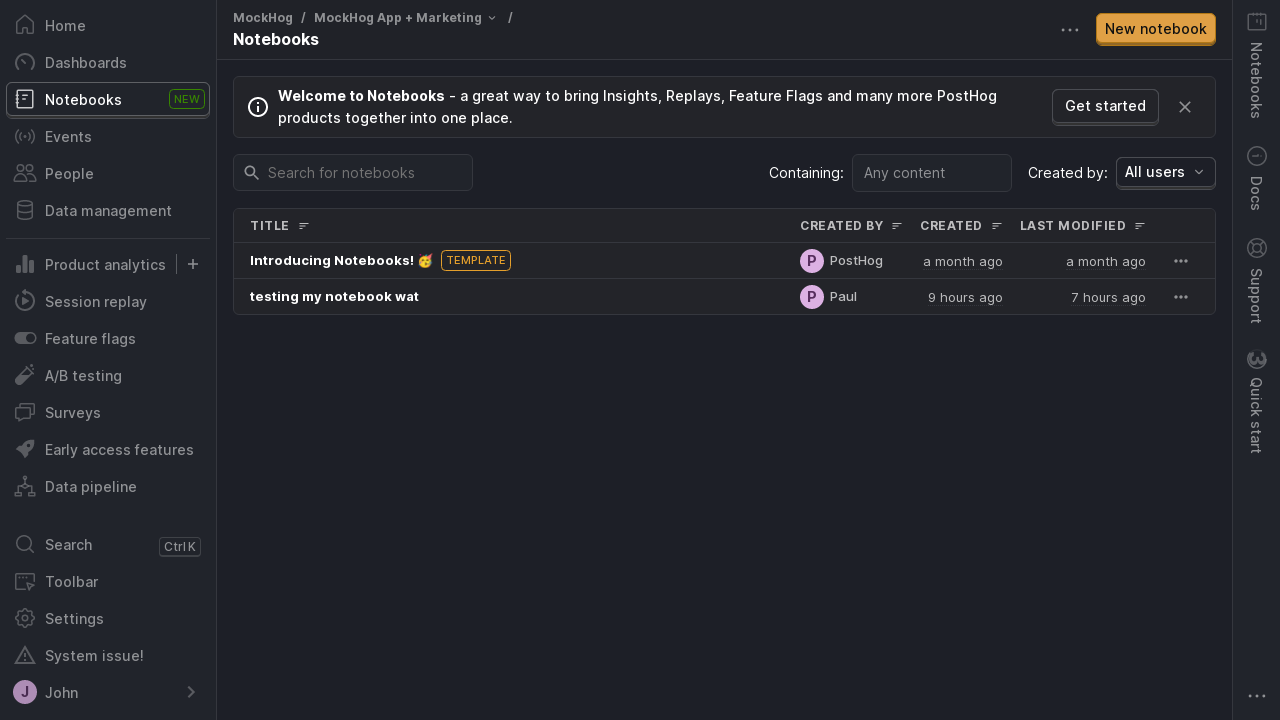 Home
Dashboards
Notebooks NEW
Events
People
Data management
Product analytics
Session replay
Feature flags
A/B testing
Surveys
Early access features
Data pipeline
Search Ctrl K
Toolbar
Settings
System issue!
J John
MockHog / MockHog App + Marketing /
Notebooks
New notebook
Welcome to Notebooks - a great way to bring Insights, Replays, Feature Flags and many more PostHog
products together into one place.
Get started
Search for notebooks
Containing: Any content
Created by: All users
TITLE CREATED BY CREATED LAST MODIFIED
Introducing Notebooks! 🥳 TEMPLATE P PostHog a month ago a month ago
testing my notebook wat P Paul 9 hours ago 7 hours ago
Notebooks
Docs
Support
3
Quick start